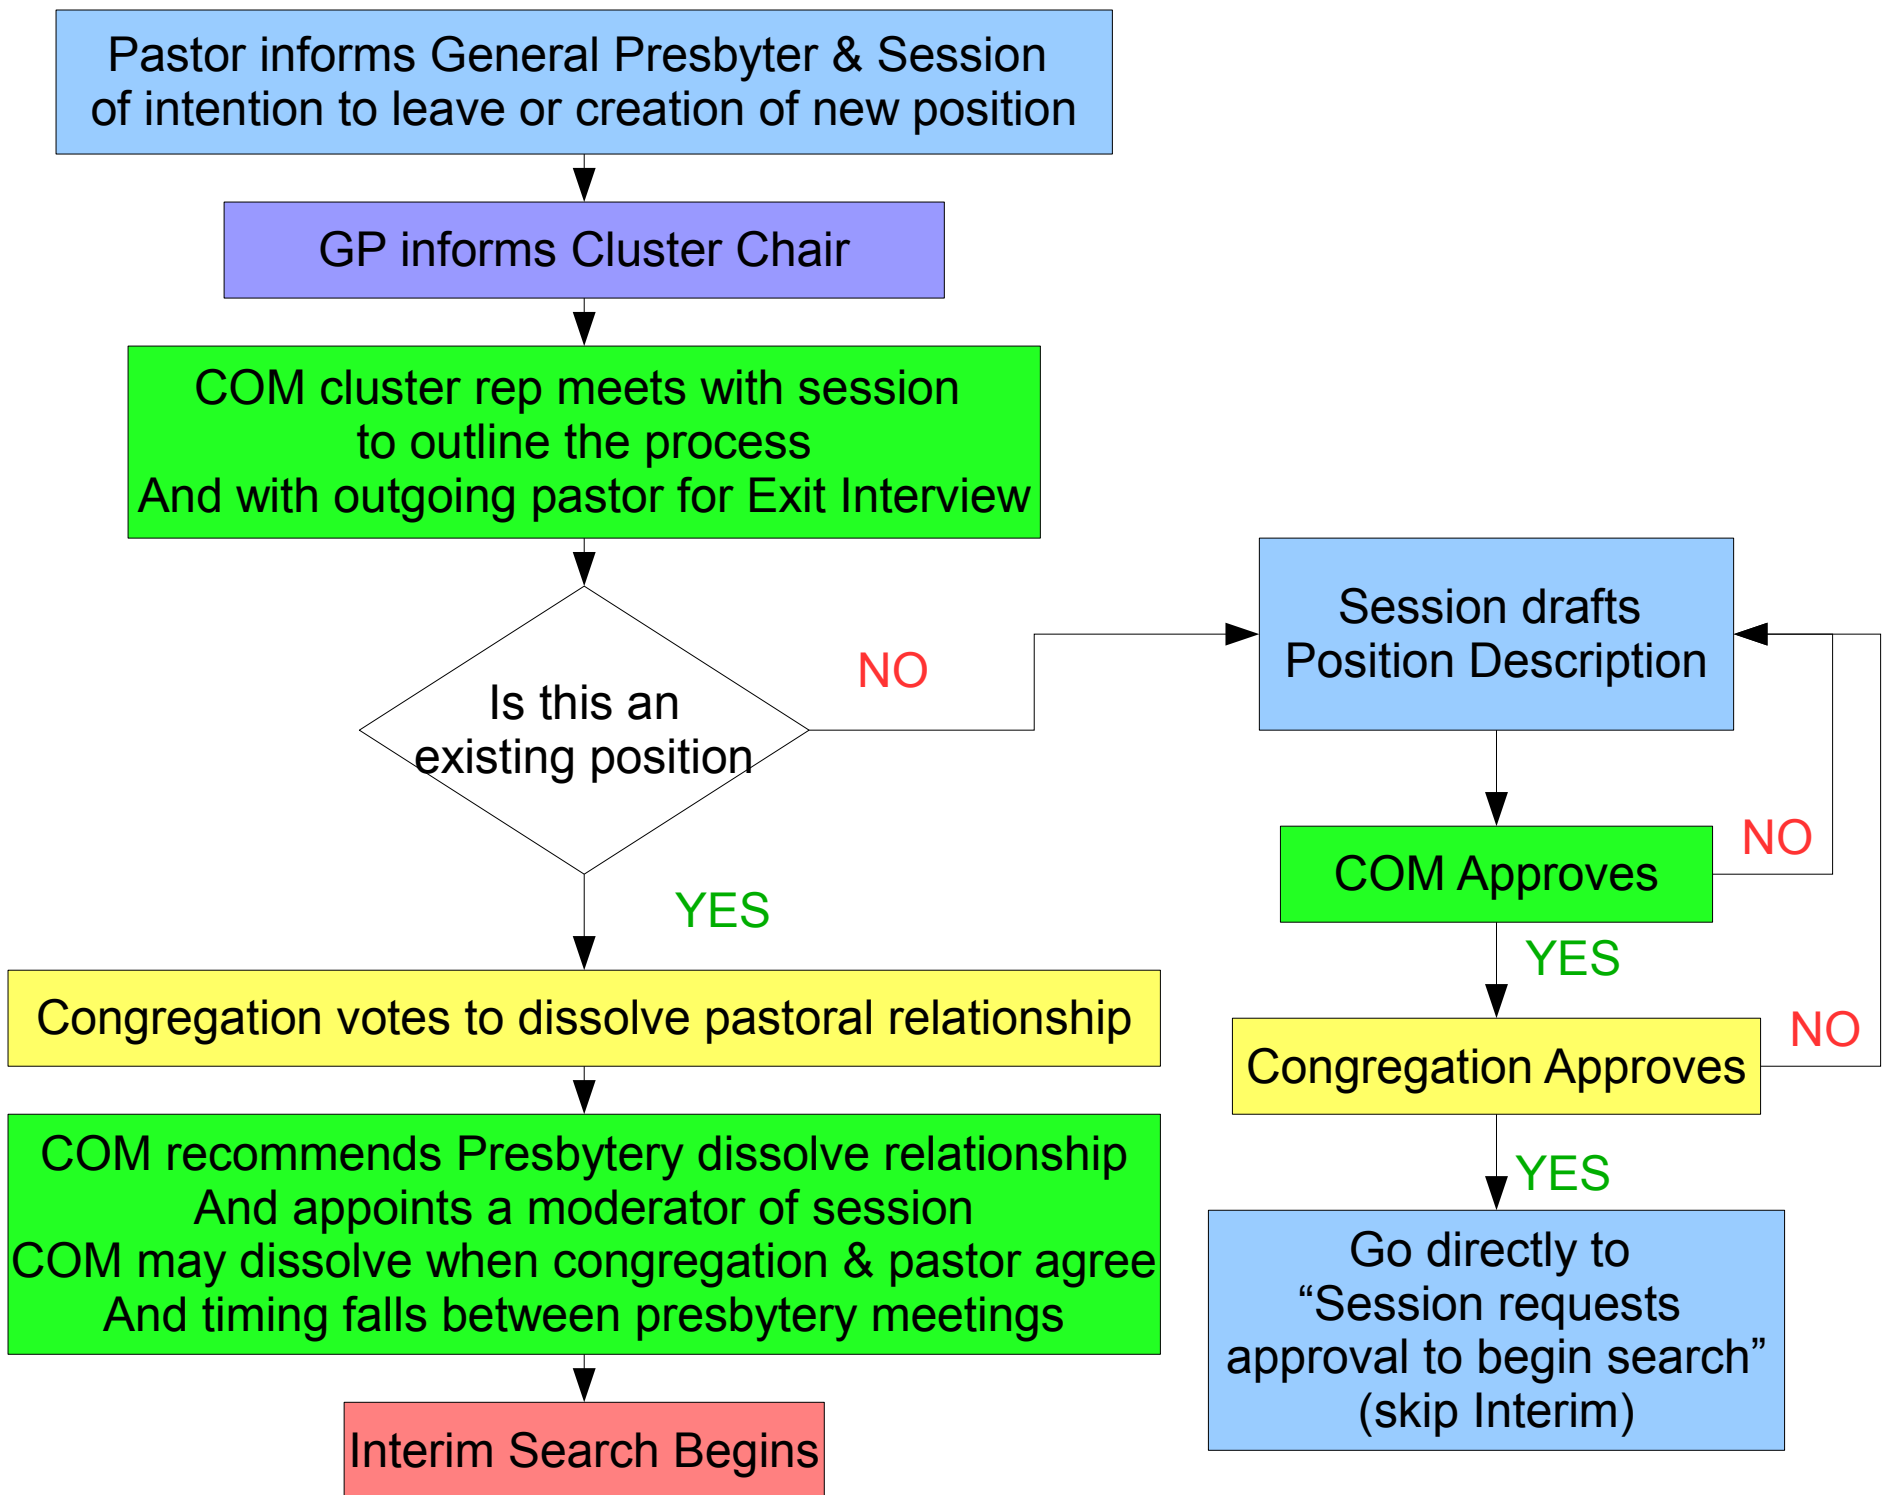 Pastor informs General Presbyter & Session
of intention to leave or creation of new position
GP informs Cluster Chair
COM cluster rep meets with session
to outline the process
And with outgoing pastor for Exit Interview
Is this an
existing position
NO
YES
Congregation votes to dissolve pastoral relationship
COM recommends Presbytery dissolve relationship
And appoints a moderator of session
COM may dissolve when congregation & pastor agree
And timing falls between presbytery meetings
Interim Search Begins
Session drafts
Position Description
COM Approves
NO
YES
Congregation Approves
NO
YES
Go directly to
“Session requests
approval to begin search”
(skip Interim)